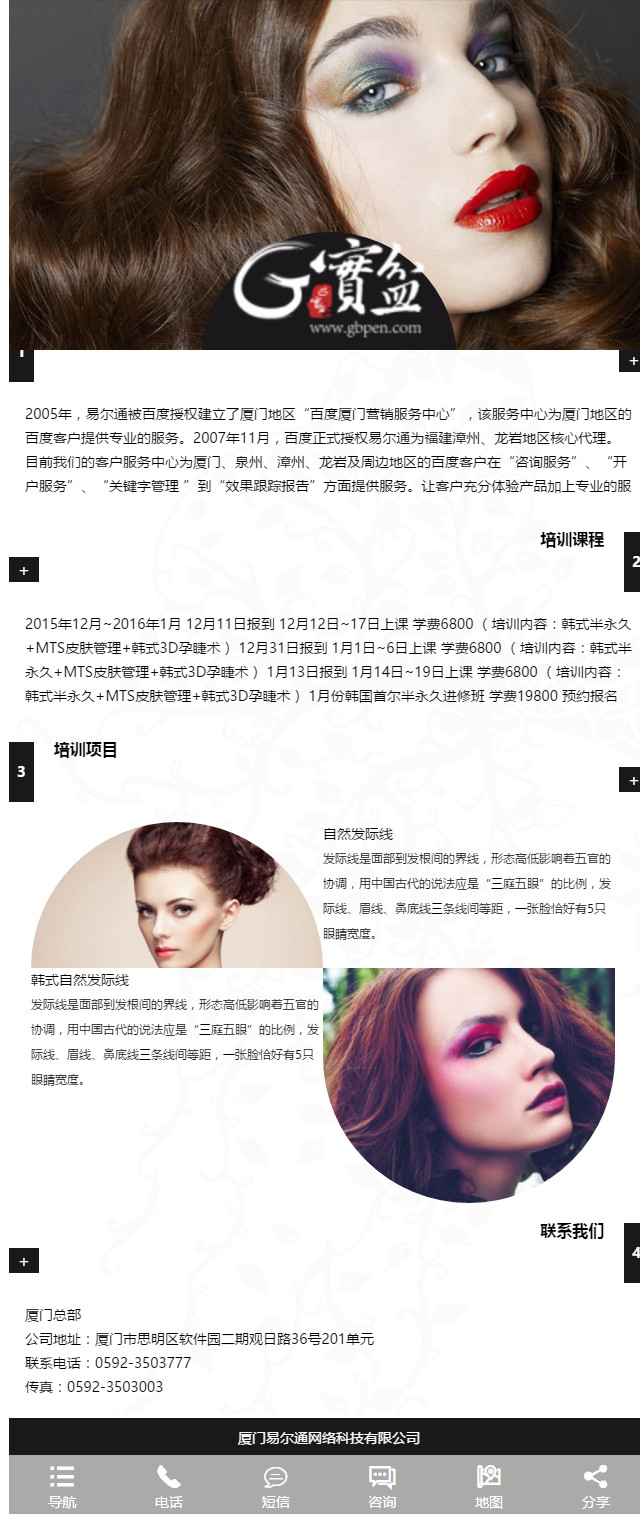 G寶盆
www.gbpen.com
1
+
2005年，易尔通被百度授权建立了厦门地区“百度厦门营销服务中心”，该服务中心为厦门地区的
百度客户提供专业的服务。2007年11月，百度正式授权易尔通为福建漳州、龙岩地区核心代理。
目前我们的客户服务中心为厦门、泉州、漳州、龙岩及周边地区的百度客户在“咨询服务”、“开
户服务”、“关键字管理 ”到“效果跟踪报告”方面提供服务。让客户充分体验产品加上专业的服
培训课程
2
+
2015年12月~2016年1月 12月11日报到 12月12日~17日上课 学费6800（ 培训内容：韩式半永久
+MTS皮肤管理+韩式3D孕睫术 ） 12月31日报到 1月1日~6日上课 学费6800（ 培训内容：韩式半
永久+MTS皮肤管理+韩式3D孕睫术 ） 1月13日报到 1月14日~19日上课 学费6800（ 培训内容：
韩式半永久+MTS皮肤管理+韩式3D孕睫术 ） 1月份韩国首尔半永久进修班 学费19800 预约报名
3
培训项目
+
自然发际线
发际线是面部到发根间的界线，形态高低影响着五官的
协调，用中国古代的说法应是“三庭五眼”的比例，发
际线、眉线、鼻底线三条线间等距，一张脸恰好有5只
眼睛宽度。
韩式自然发际线
发际线是面部到发根间的界线，形态高低影响着五官的
协调，用中国古代的说法应是“三庭五眼”的比例，发
际线、眉线、鼻底线三条线间等距，一张脸恰好有5只
眼睛宽度。
联系我们
4
+
厦门总部
公司地址：厦门市思明区软件园二期观日路36号201单元
联系电话：0592-3503777
传真：0592-3503003
厦门易尔通网络科技有限公司
导航 电话 短信 咨询 地图 分享